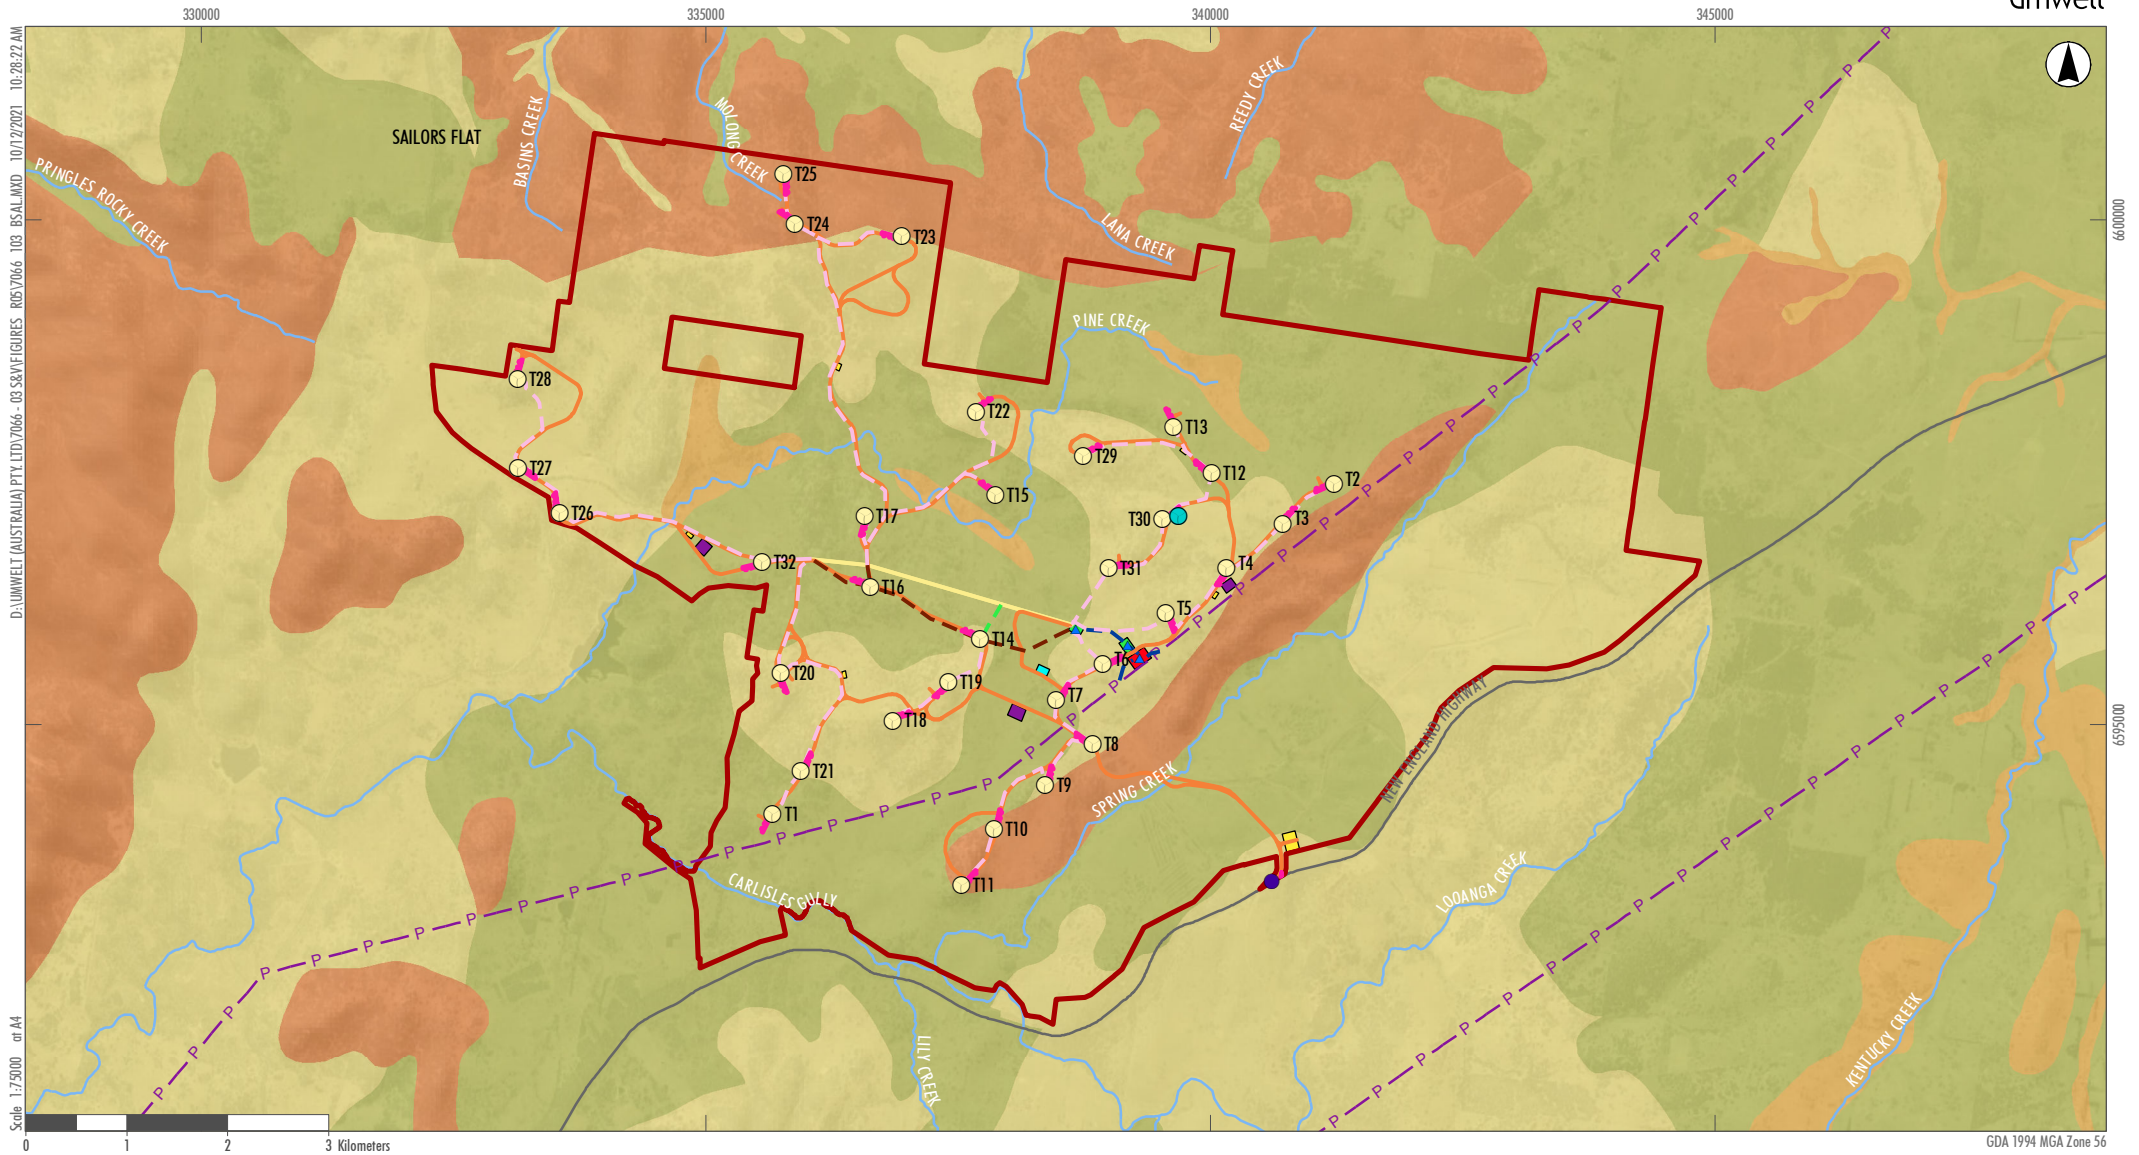 Umwelt
330000
335000
340000
345000
D:\UMWELT (AUSTRALIA) PTY. LTD\7066 - 03 S&V\FIGURES R05\7066 103 BSAL.MXD 10/12/2021 10:28:22 AM
SAILORS FLAT
BASINS CREEK
MOLONG CREEK
REEDY CREEK
PRINGLES ROCKY CREEK
T25
T24
T23
LANA CREEK
6600000
PINE CREEK
T28
T22
T13
T29
T27
T12
T2
T15
T26
T17
T30
T3
T32
T31
T4
T16
T5
T14
T6
T20
T19
T7
T18
6595000
T8
NEW ENGLAND HIGHWAY
T21
T9
SPRING CREEK
T1
T10
T11
CARLISLES GULLY
LOOANGA CREEK
LILY CREEK
KENTUCKY CREEK
P P P P P P P P P P P P P P P P P P P P P P P P P P P P P P P P P P P P
P P P P P P P P P P P P P P P P P P
Scale 1:75000 at A4
0 1 2 3 Kilometers
GDA 1994 MGA Zone 56